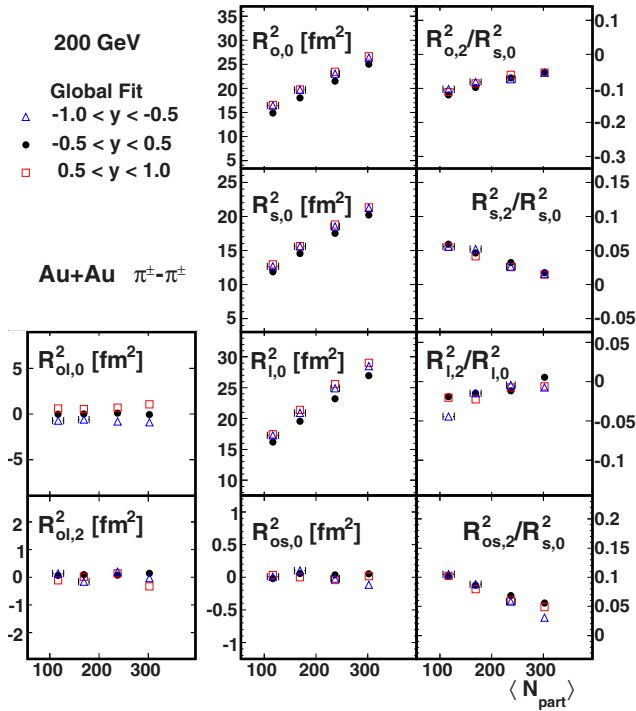 200 GeV
Global Fit
-1.0 < y < -0.5
-0.5 < y < 0.5
0.5 < y < 1.0
Au+Au π±-π±
R²o,0 [fm²]
35
30
25
20
15
10
5
R²o,2/R²s,0
0.1
0
-0.1
-0.2
-0.3
R²s,0 [fm²]
25
20
15
10
5
R²s,2/R²s,0
0.15
0.1
0.05
0
-0.05
R²ol,0 [fm²]
5
0
-5
R²l,0 [fm²]
30
25
20
15
10
R²l,2/R²l,0
0.05
0
-0.05
-0.1
R²ol,2 [fm²]
2
1
0
-1
-2
R²os,0 [fm²]
1
0.5
0
-0.5
-1
R²os,2/R²s,0
0.2
0.15
0.1
0.05
0
100 200 300
100 200 300
100 200 300
⟨ Npart ⟩